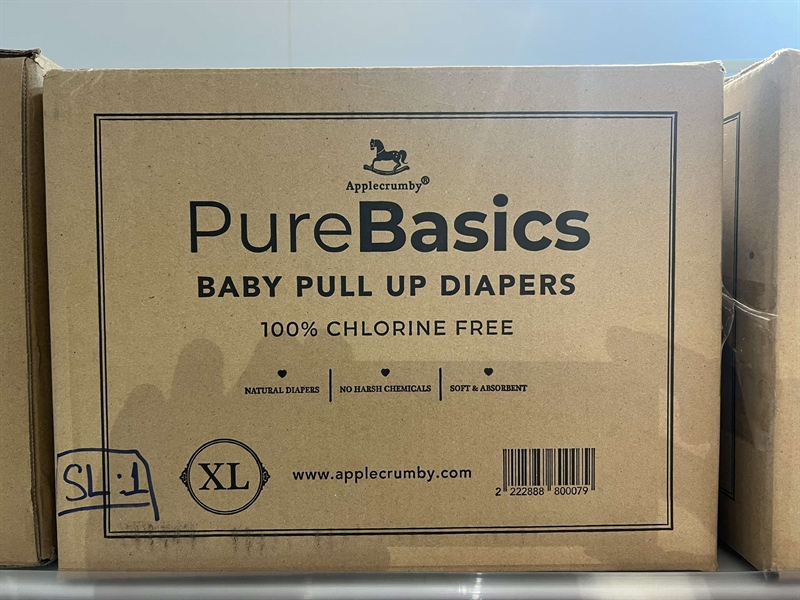 Applecrumby®
PureBasics
BABY PULL UP DIAPERS
100% CHLORINE FREE
NATURAL DIAPERS
NO HARSH CHEMICALS
SOFT & ABSORBENT
SL:1
XL
www.applecrumby.com
2 222888 800079